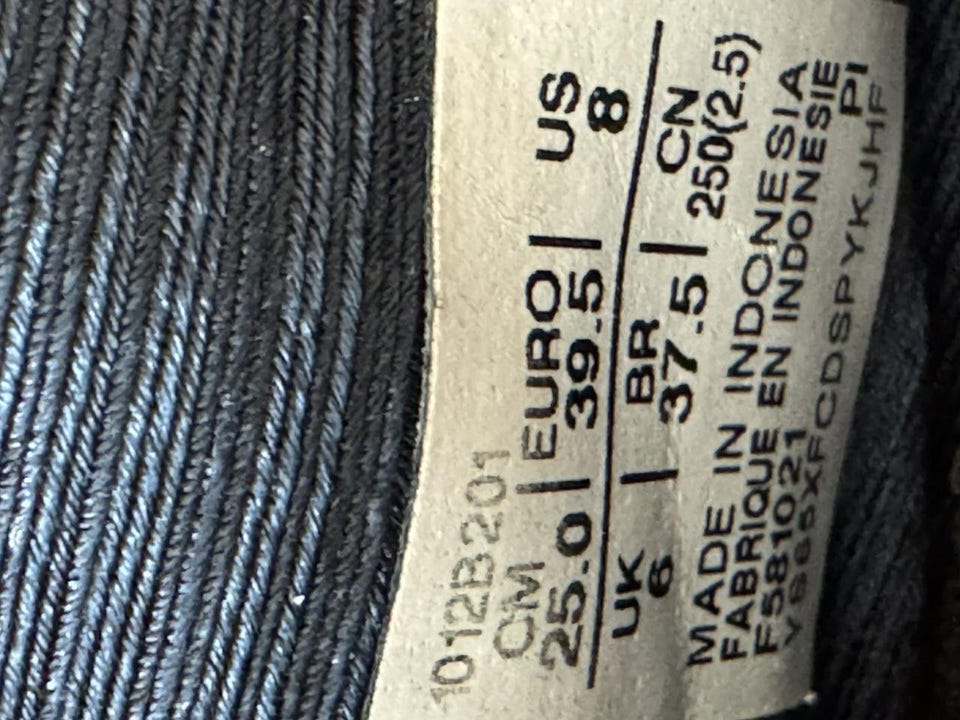 1012B201
CM | EURO | US
25.0 | 39.5 | 8
UK | BR | CN
6 | 37.5 | 250(2.5)
MADE IN INDONESIA
FABRIQUE EN INDONESIE
F581021 PI